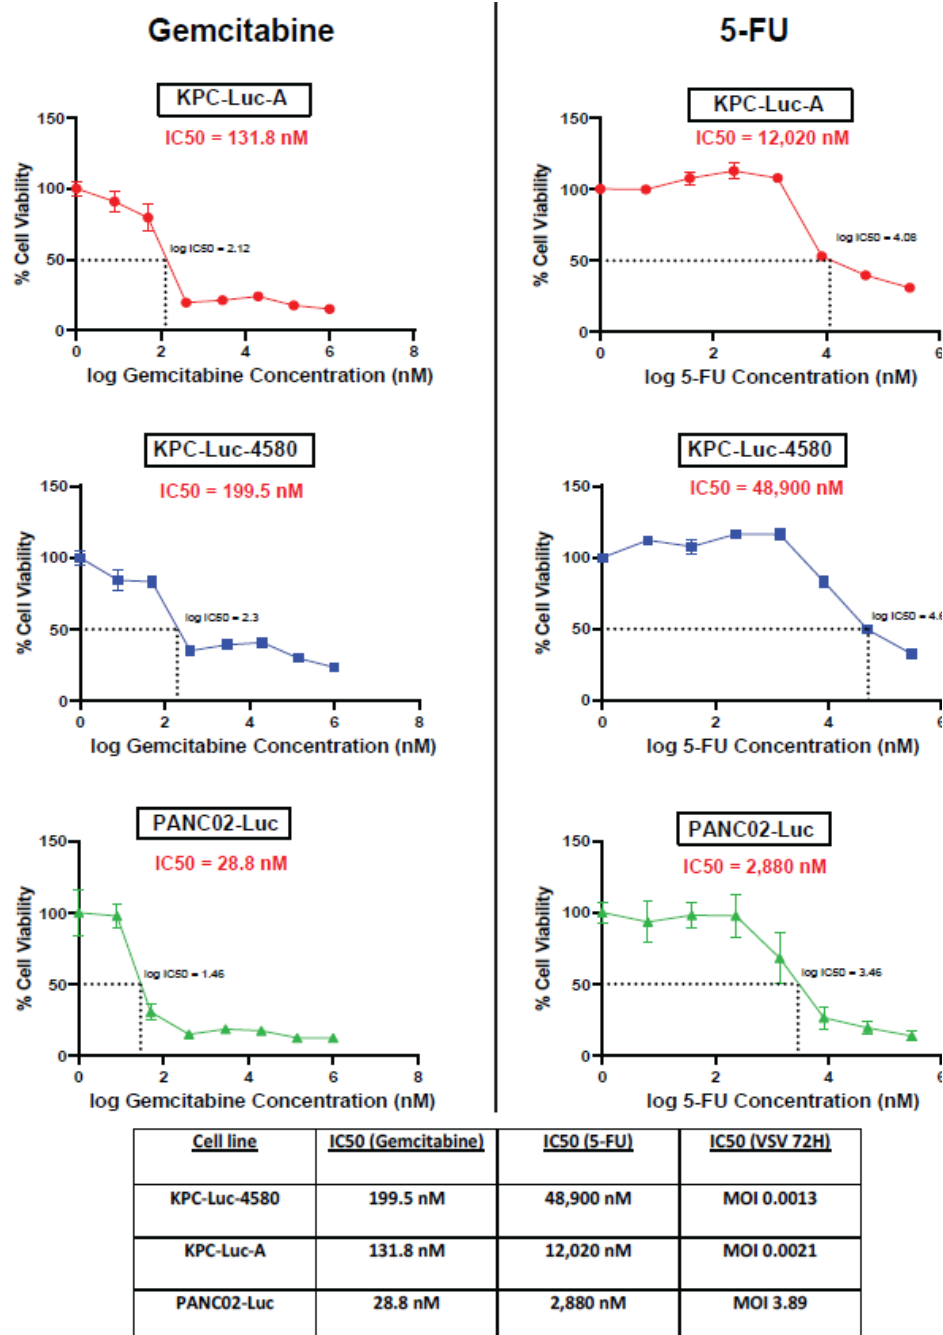 Gemcitabine
5-FU
KPC-Luc-A
IC50 = 131.8 nM
150
100
50
0
% Cell Viability
log IC50 = 2.12
0 2 4 6 8
log Gemcitabine Concentration (nM)
KPC-Luc-A
IC50 = 12,020 nM
150
100
50
0
% Cell Viability
log IC50 = 4.08
0 2 4 6
log 5-FU Concentration (nM)
KPC-Luc-4580
IC50 = 199.5 nM
150
100
50
0
% Cell Viability
log IC50 = 2.3
0 2 4 6 8
log Gemcitabine Concentration (nM)
KPC-Luc-4580
IC50 = 48,900 nM
150
100
50
0
% Cell Viability
log IC50 = 4.6
0 2 4 6
log 5-FU Concentration (nM)
PANC02-Luc
IC50 = 28.8 nM
150
100
50
0
% Cell Viability
log IC50 = 1.46
0 2 4 6 8
log Gemcitabine Concentration (nM)
PANC02-Luc
IC50 = 2,880 nM
150
100
50
0
% Cell Viability
log IC50 = 3.46
0 2 4 6
log 5-FU Concentration (nM)
Cell line IC50 (Gemcitabine) IC50 (5-FU) IC50 (VSV 72H)
KPC-Luc-4580 199.5 nM 48,900 nM MOI 0.0013
KPC-Luc-A 131.8 nM 12,020 nM MOI 0.0021
PANC02-Luc 28.8 nM 2,880 nM MOI 3.89